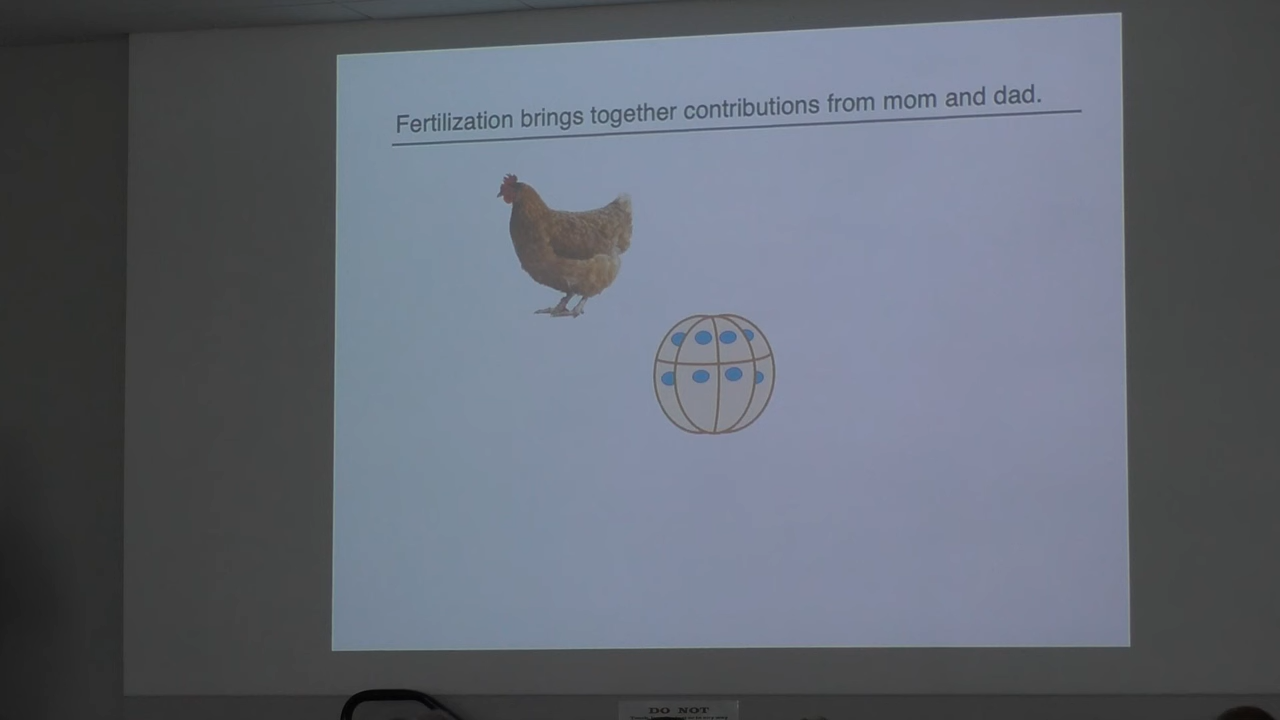 Fertilization brings together contributions from mom and dad.
DO NOT